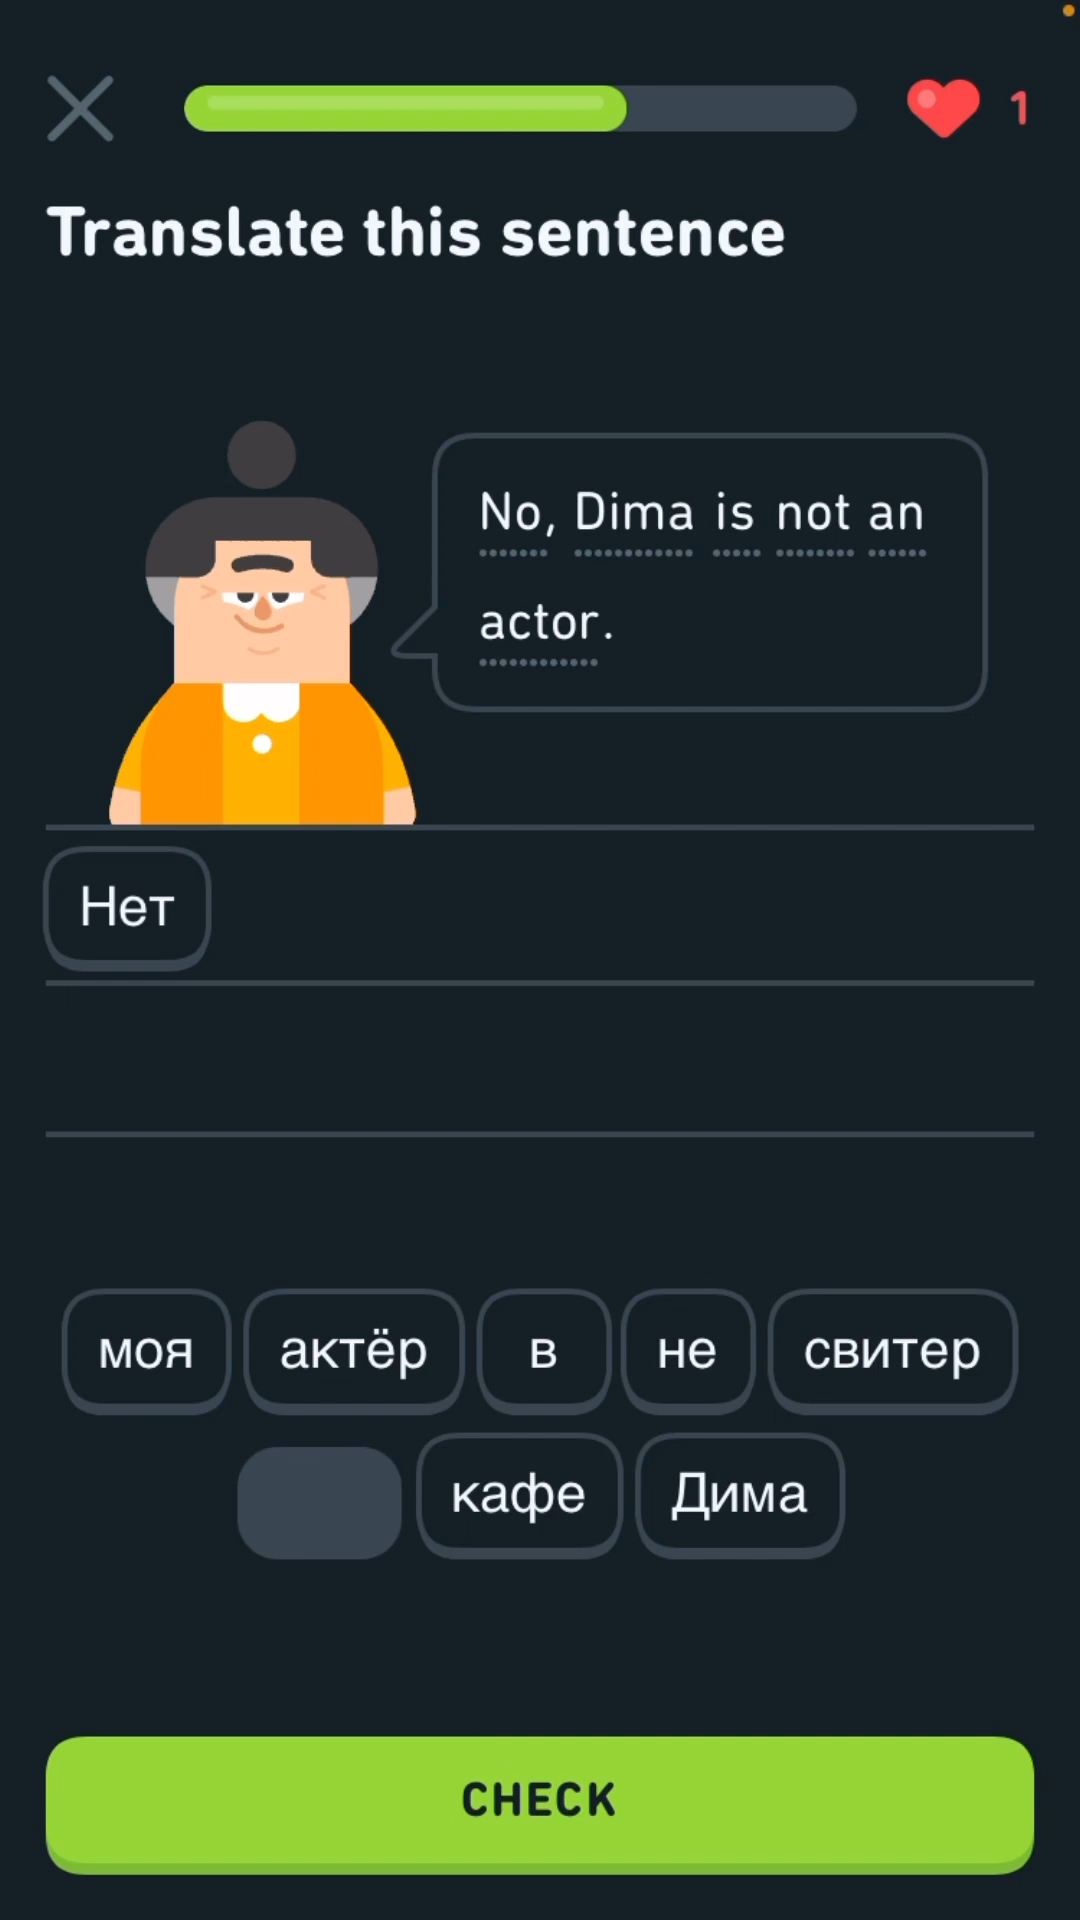 1
Translate this sentence
No, Dima is not an
actor.
Нет
моя актёр в не свитер
кафе Дима
CHECK